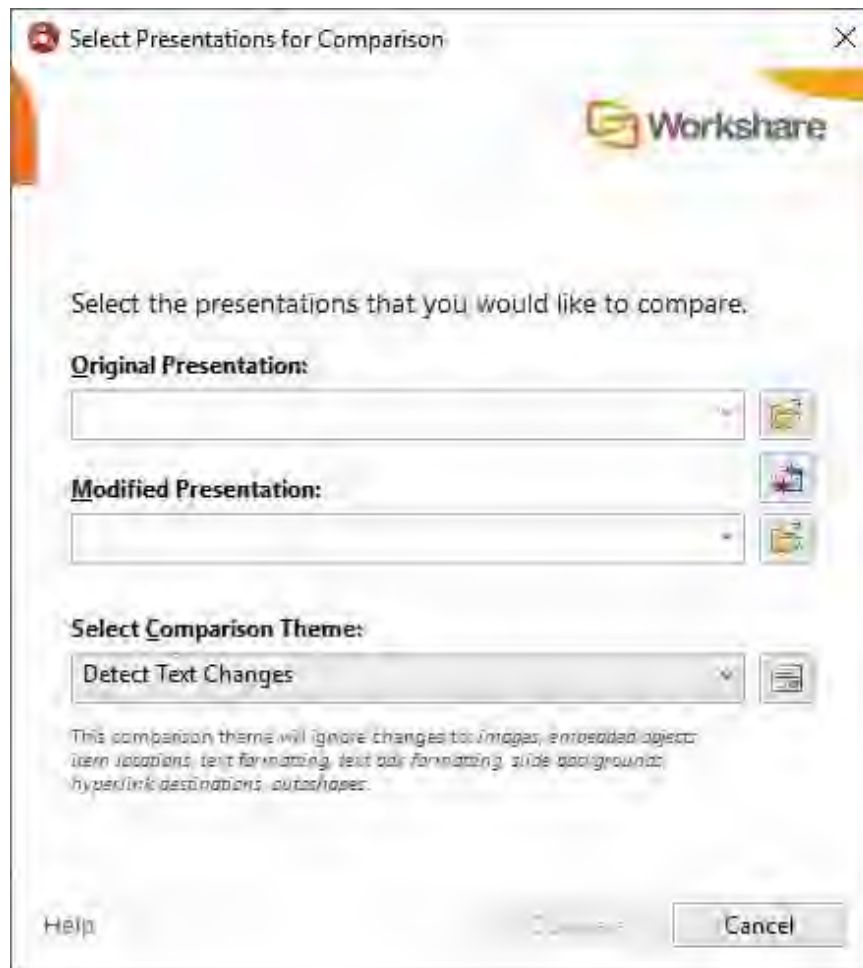 Select Presentations for Comparison
Workshare
Select the presentations that you would like to compare.
Original Presentation:
Modified Presentation:
Select Comparison Theme:
Detect Text Changes
This comparison theme will ignore changes to: images, embedded objects
item locations, text formatting, text box formatting, slide backgrounds
hyperlink destinations, autoshapes.
Help
Cancel